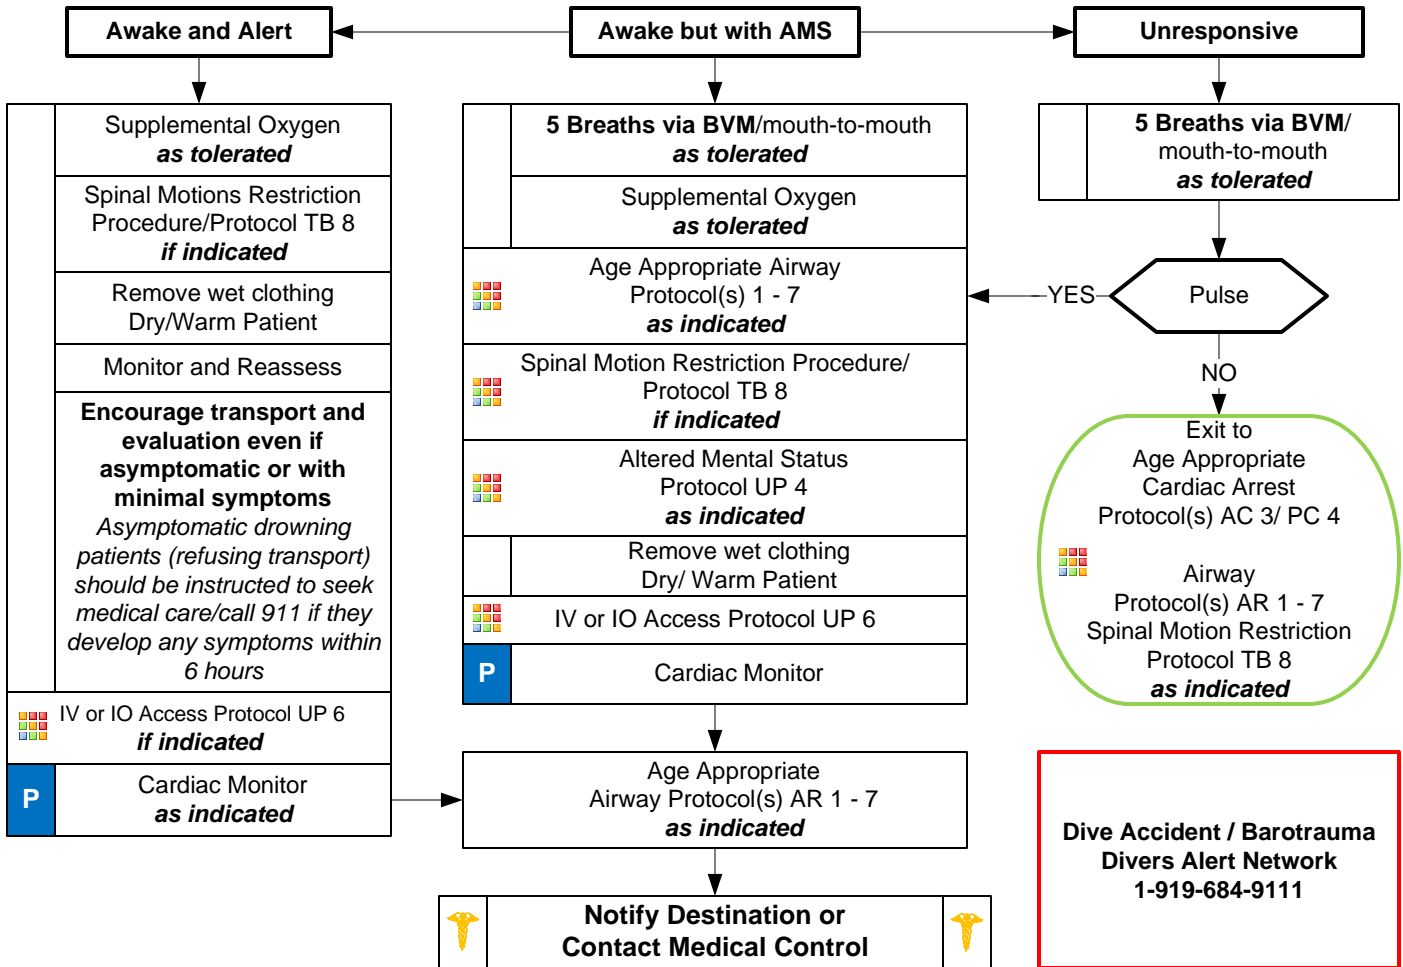 Awake and Alert
Awake but with AMS
Unresponsive
Supplemental Oxygen
as tolerated
Spinal Motions Restriction
Procedure/Protocol TB 8
if indicated
Remove wet clothing
Dry/Warm Patient
Monitor and Reassess
Encourage transport and
evaluation even if
asymptomatic or with
minimal symptoms
Asymptomatic drowning
patients (refusing transport)
should be instructed to seek
medical care/call 911 if they
develop any symptoms within
6 hours
IV or IO Access Protocol UP 6
if indicated
P
Cardiac Monitor
as indicated
5 Breaths via BVM/mouth-to-mouth
as tolerated
Supplemental Oxygen
as tolerated
Age Appropriate Airway
Protocol(s) 1 - 7
as indicated
Spinal Motion Restriction Procedure/
Protocol TB 8
if indicated
Altered Mental Status
Protocol UP 4
as indicated
Remove wet clothing
Dry/ Warm Patient
IV or IO Access Protocol UP 6
P
Cardiac Monitor
Age Appropriate
Airway Protocol(s) AR 1 - 7
as indicated
Notify Destination or
Contact Medical Control
5 Breaths via BVM/
mouth-to-mouth
as tolerated
YES
Pulse
NO
Exit to
Age Appropriate
Cardiac Arrest
Protocol(s) AC 3/ PC 4
Airway
Protocol(s) AR 1 - 7
Spinal Motion Restriction
Protocol TB 8
as indicated
Dive Accident / Barotrauma
Divers Alert Network
1-919-684-9111